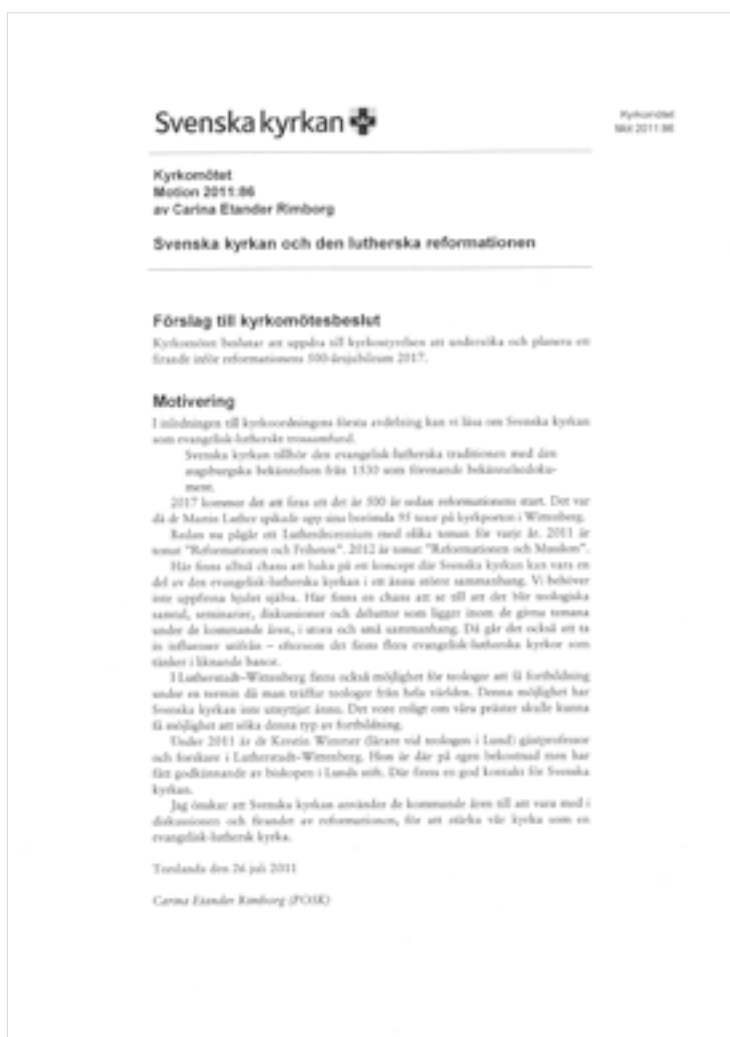 Svenska kyrkan
Kyrkomötet
Mot 2011:86
Kyrkomötet
Motion 2011:86
av Carina Etander Rimborg
Svenska kyrkan och den lutherska reformationen
Förslag till kyrkomötesbeslut
Kyrkomötet beslutar att uppdra till kyrkostyrelsen att undersöka och planera ett
firande inför reformationens 500-årsjubileum 2017.
Motivering
I inledningen till kyrkoordningens första avdelning kan vi läsa om Svenska kyrkan
som evangelisk-lutherskt trossamfund.
Svenska kyrkan tillhör den evangelisk-lutherska traditionen med den
augsburgska bekännelsen från 1530 som förenande bekännelsedoku-
ment.
2017 kommer det att firas att det är 500 år sedan reformationens start. Det var
då dr Martin Luther spikade upp sina berömda 95 teser på kyrkporten i Wittenberg.
Redan nu pågår ett Lutherdecennium med olika teman för varje år. 2011 är
temat "Reformationen och Friheten". 2012 är temat "Reformationen och Musiken".
Här finns alltså chans att haka på ett koncept där Svenska kyrkan kan vara en
del av den evangelisk-lutherska kyrkan i ett ännu större sammanhang. Vi behöver
inte uppfinna hjulet själva. Här finns en chans att se till att det blir teologiska
samtal, seminarier, diskussioner och debatter som ligger inom de givna temana
under de kommande åren, i stora och små sammanhang. Då går det också att ta
in influenser utifrån – eftersom det finns flera evangelisk-lutherska kyrkor som
tänker i liknande banor.
I Lutherstadt-Wittenberg finns också möjlighet för teologer att få fortbildning
under en termin då man träffar teologer från hela världen. Denna möjlighet har
Svenska kyrkan inte utnyttjat ännu. Det vore roligt om våra präster skulle kunna
få möjlighet att söka denna typ av fortbildning.
Under 2011 är dr Kerstin Wimmer (lärare vid teologen i Lund) gästprofessor
och forskare i Lutherstadt-Wittenberg. Hon är där på egen bekostnad men har
fått godkännande av biskopen i Lunds stift. Där finns en god kontakt för Svenska
kyrkan.
Jag önskar att Svenska kyrkan använder de kommande åren till att vara med i
diskussionen och firandet av reformationen, för att stärka vår kyrka som en
evangelisk-luthersk kyrka.
Torslanda den 26 juli 2011
Carina Etander Rimborg (POSK)